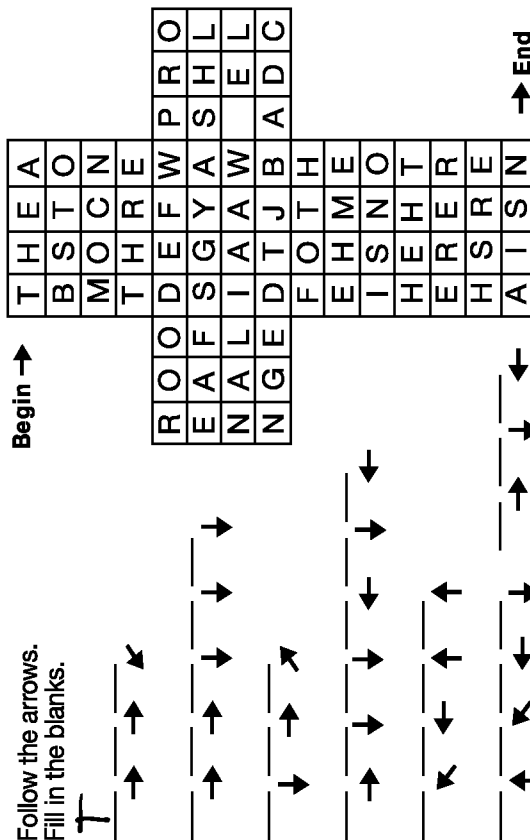 Follow the arrows.
Fill in the blanks.
T
Begin →
T H E A
B S T O
M O C N
T H R E
R O O D E F W P R O
E A F S G Y A S H L
N A L I A A W E L
N G E D T J B A D C
F O T H
E H M E
I S N O
H E H T
E R E R
H S R E
A I S N
→ End